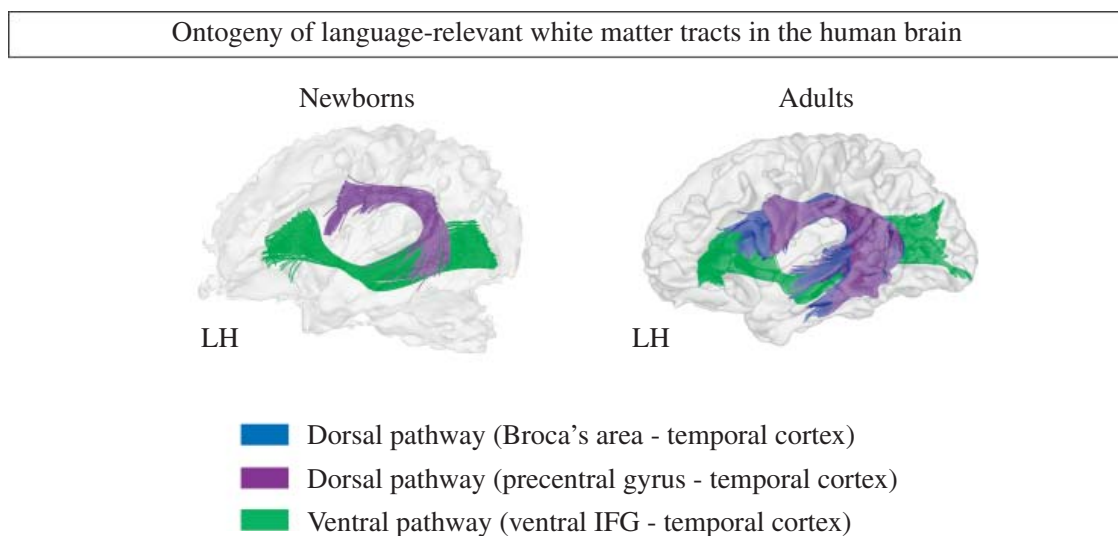 Ontogeny of language-relevant white matter tracts in the human brain
Newborns
Adults
LH
LH
Dorsal pathway (Broca's area - temporal cortex)
Dorsal pathway (precentral gyrus - temporal cortex)
Ventral pathway (ventral IFG - temporal cortex)